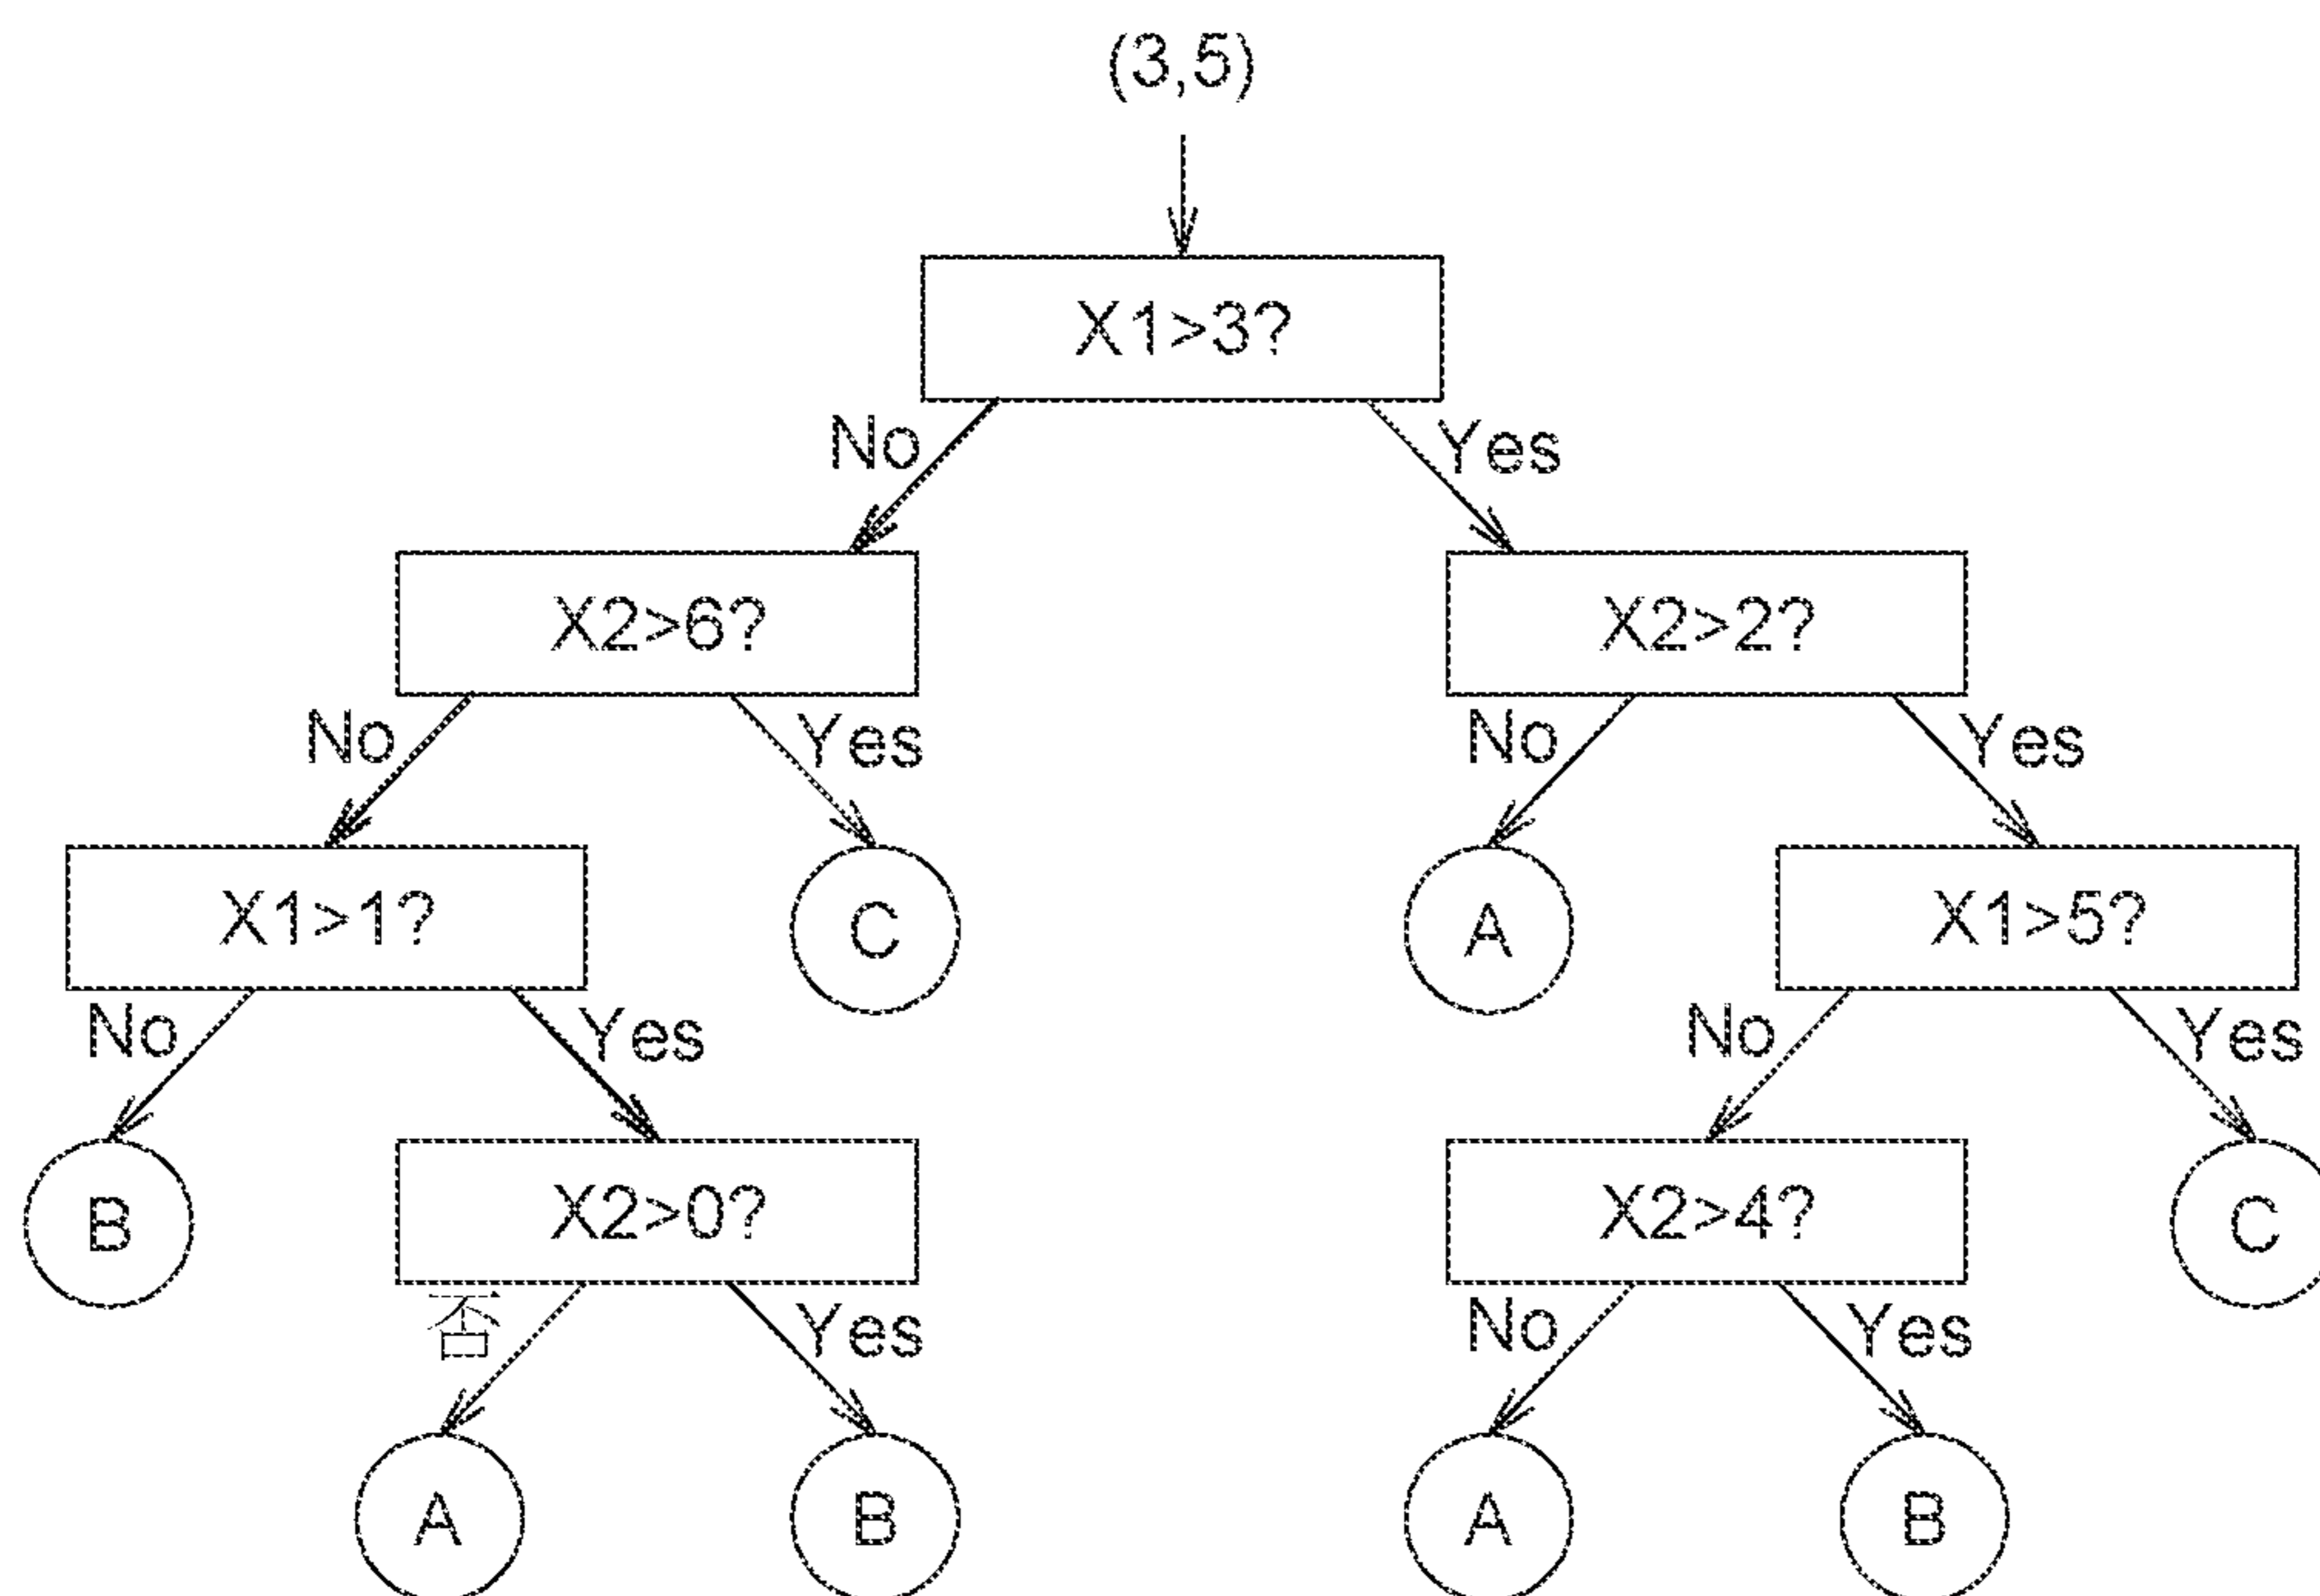 (3,5)
X1>3?
No
Yes
X2>6?
X2>2?
No
Yes
No
Yes
X1>1?
C
A
X1>5?
No
Yes
No
Yes
B
X2>0?
X2>4?
C
否
Yes
No
Yes
A
B
A
B